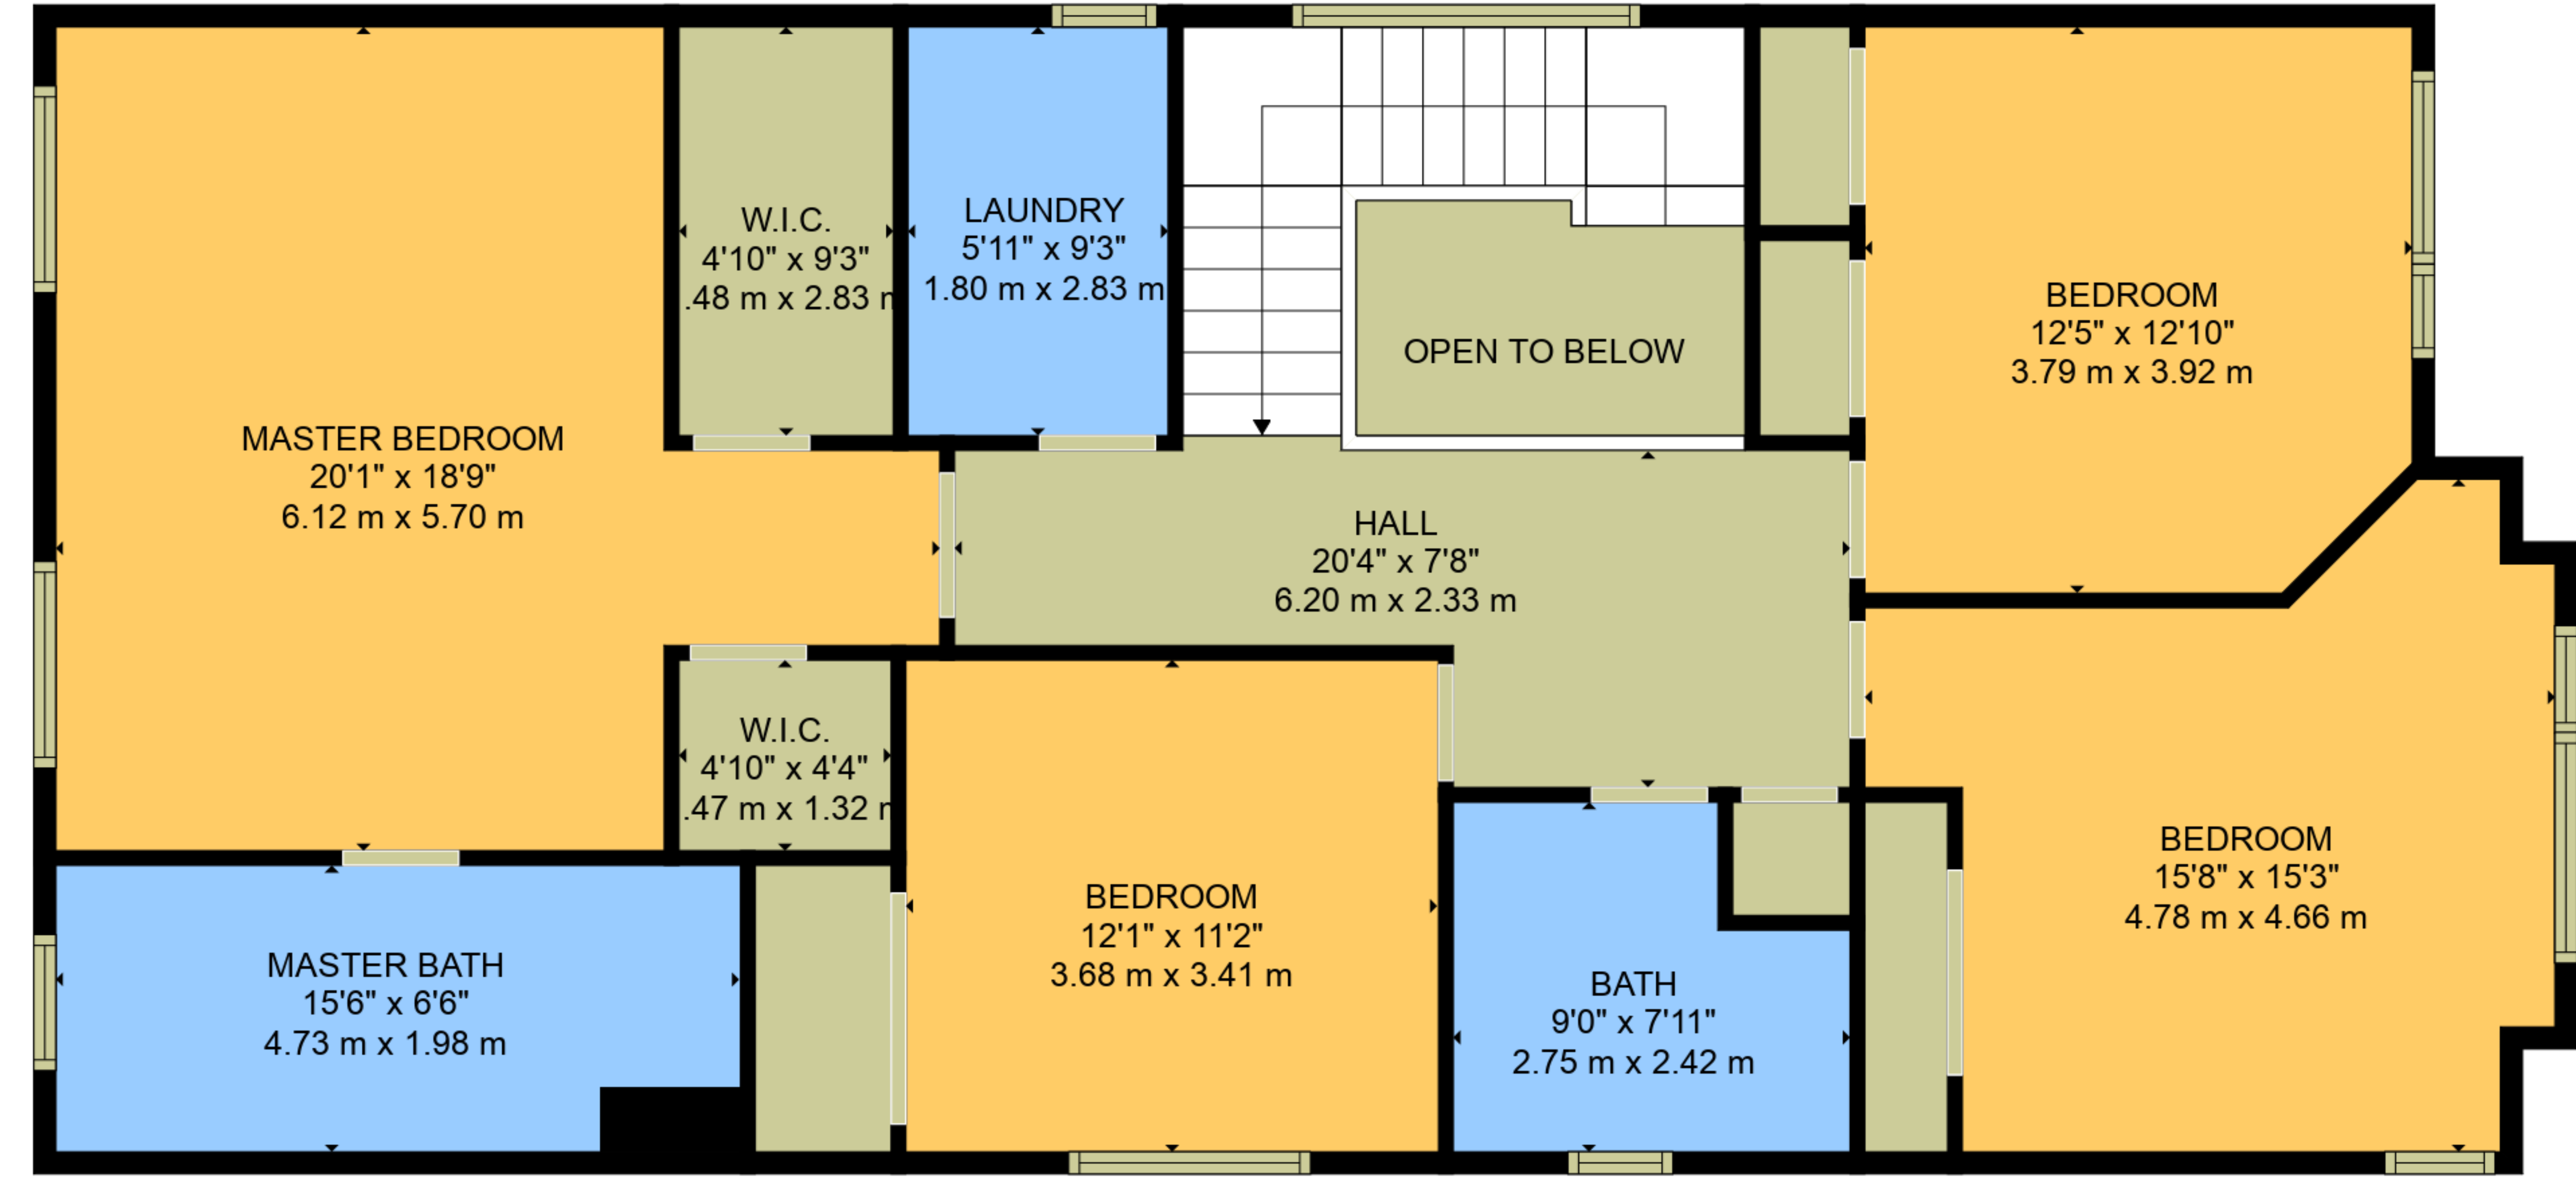 W.I.C.
4'10" x 9'3"
.48 m x 2.83 m
LAUNDRY
5'11" x 9'3"
1.80 m x 2.83 m
OPEN TO BELOW
BEDROOM
12'5" x 12'10"
3.79 m x 3.92 m
MASTER BEDROOM
20'1" x 18'9"
6.12 m x 5.70 m
HALL
20'4" x 7'8"
6.20 m x 2.33 m
W.I.C.
4'10" x 4'4"
.47 m x 1.32 m
BEDROOM
15'8" x 15'3"
4.78 m x 4.66 m
BEDROOM
12'1" x 11'2"
3.68 m x 3.41 m
MASTER BATH
15'6" x 6'6"
4.73 m x 1.98 m
BATH
9'0" x 7'11"
2.75 m x 2.42 m